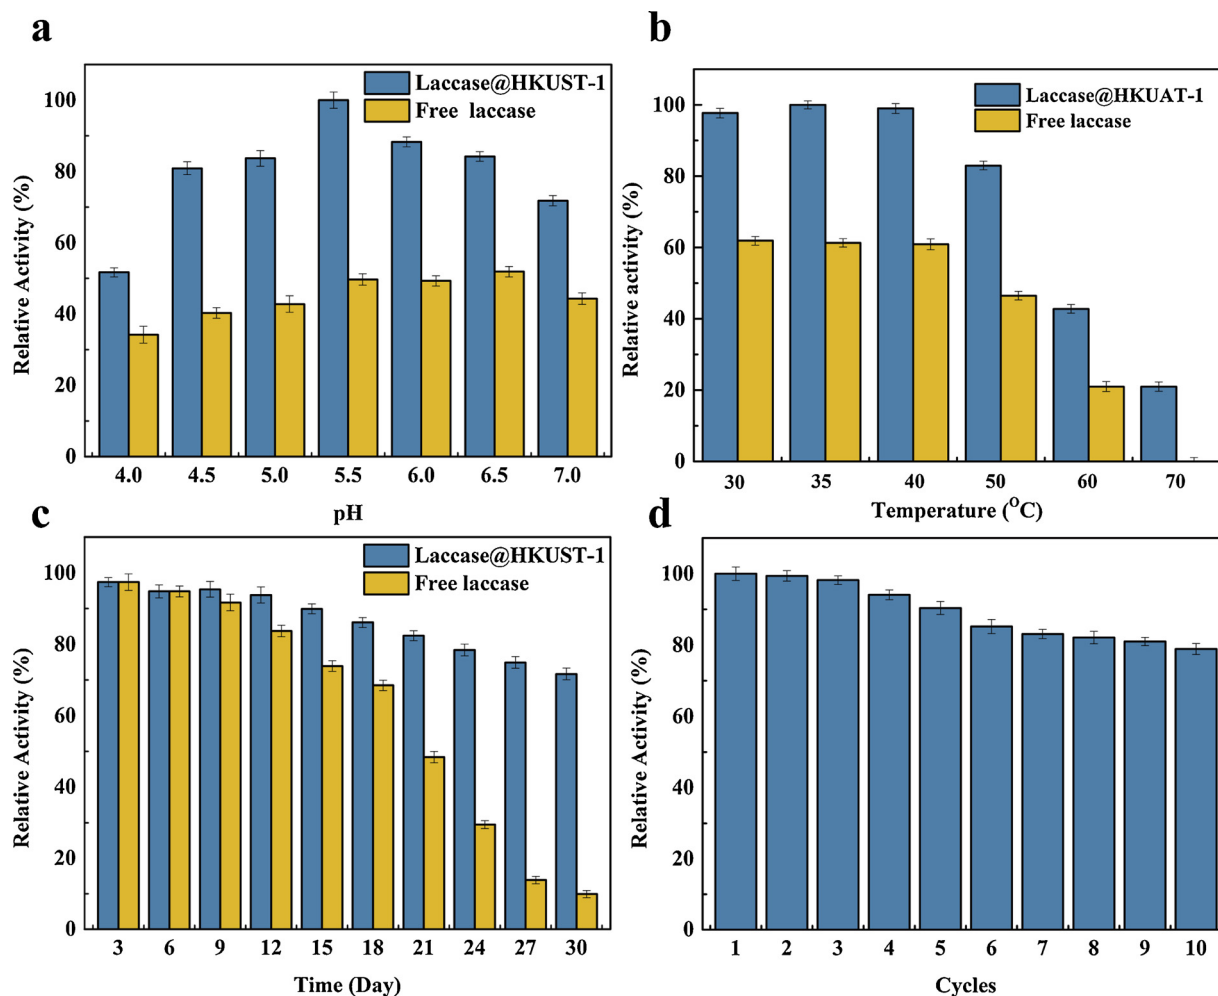 a
Relative Activity (%)
100
80
60
40
20
0
Laccase@HKUST-1
Free laccase
4.0 4.5 5.0 5.5 6.0 6.5 7.0
pH
b
Relative activity (%)
100
80
60
40
20
0
Laccase@HKUAT-1
Free laccase
30 35 40 50 60 70
Temperature (OC)
c
Relative Activity (%)
100
80
60
40
20
0
Laccase@HKUST-1
Free laccase
3 6 9 12 15 18 21 24 27 30
Time (Day)
d
Relative Activity (%)
100
80
60
40
20
0
1 2 3 4 5 6 7 8 9 10
Cycles